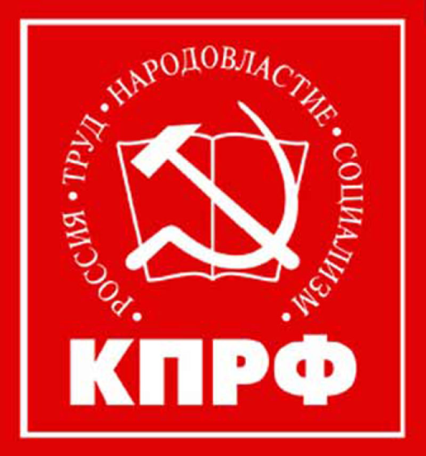 · РОССИЯ · ТРУД · НАРОДОВЛАСТИЕ · СОЦИАЛИЗМ ·
КПРФ